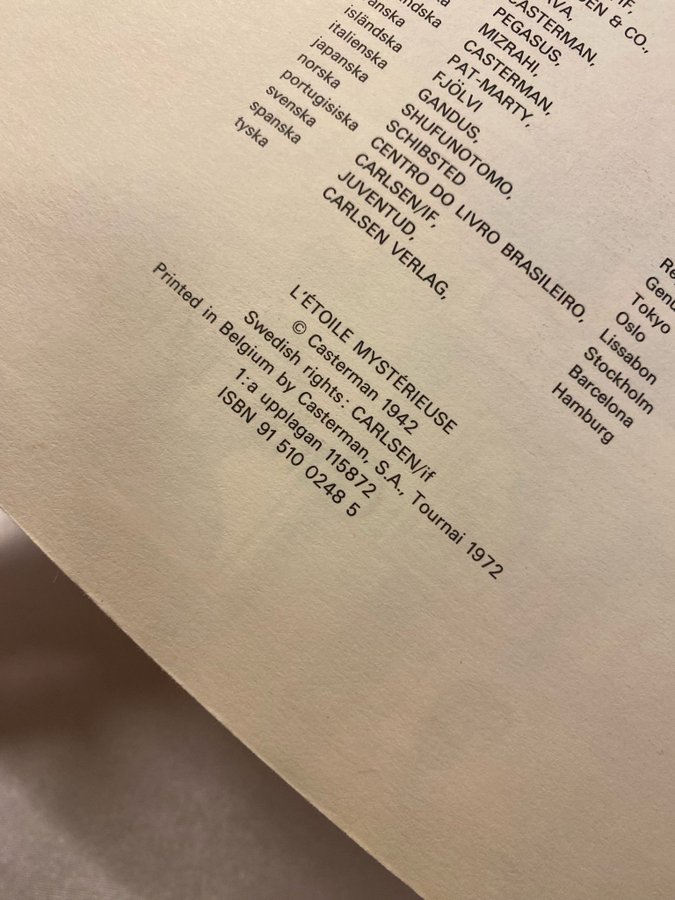 & CO.,
CASTERMAN,
PEGASUS,
MIZRAHI,
CASTERMAN,
PAT-MARTY,
isländska FJÖLVI
italienska GANDUS,
japanska SHUFUNOTOMO, Tokyo
norska SCHIBSTED Oslo
portugisiska CENTRO DO LIVRO BRASILEIRO, Lissabon
svenska CARLSEN/IF, Stockholm
spanska JUVENTUD, Barcelona
tyska CARLSEN VERLAG, Hamburg
L'ÉTOILE MYSTÉRIEUSE
© Casterman 1942
Swedish rights: CARLSEN/if
Printed in Belgium by Casterman, S.A., Tournai 1972
1:a upplagan 115872
ISBN 91 510 0248 5